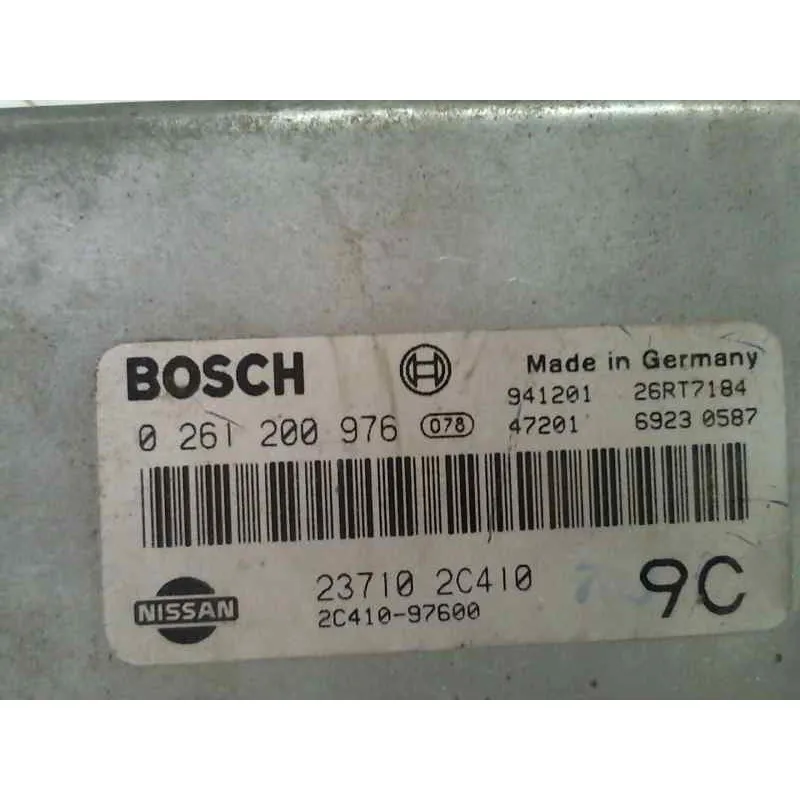 BOSCH Made in Germany
941201 26RT7184
0 261 200 976 078 47201 6923 0587
NISSAN 23710 2C410 9C
2C410-97600